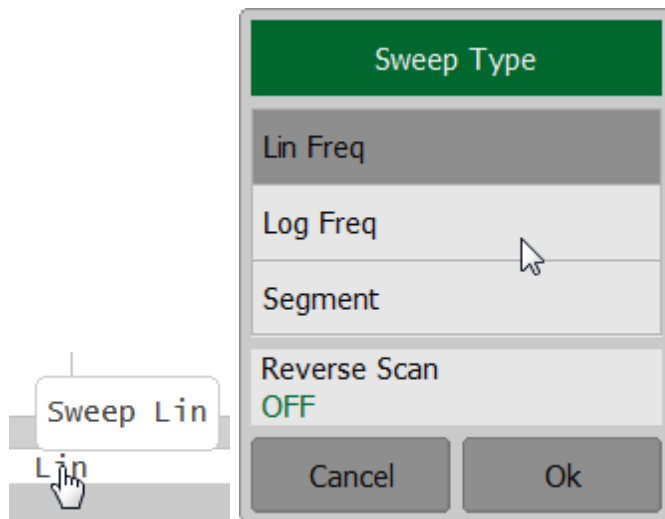 Sweep Lin
Lin
Sweep Type
Lin Freq
Log Freq
Segment
Reverse Scan
OFF
Cancel
Ok